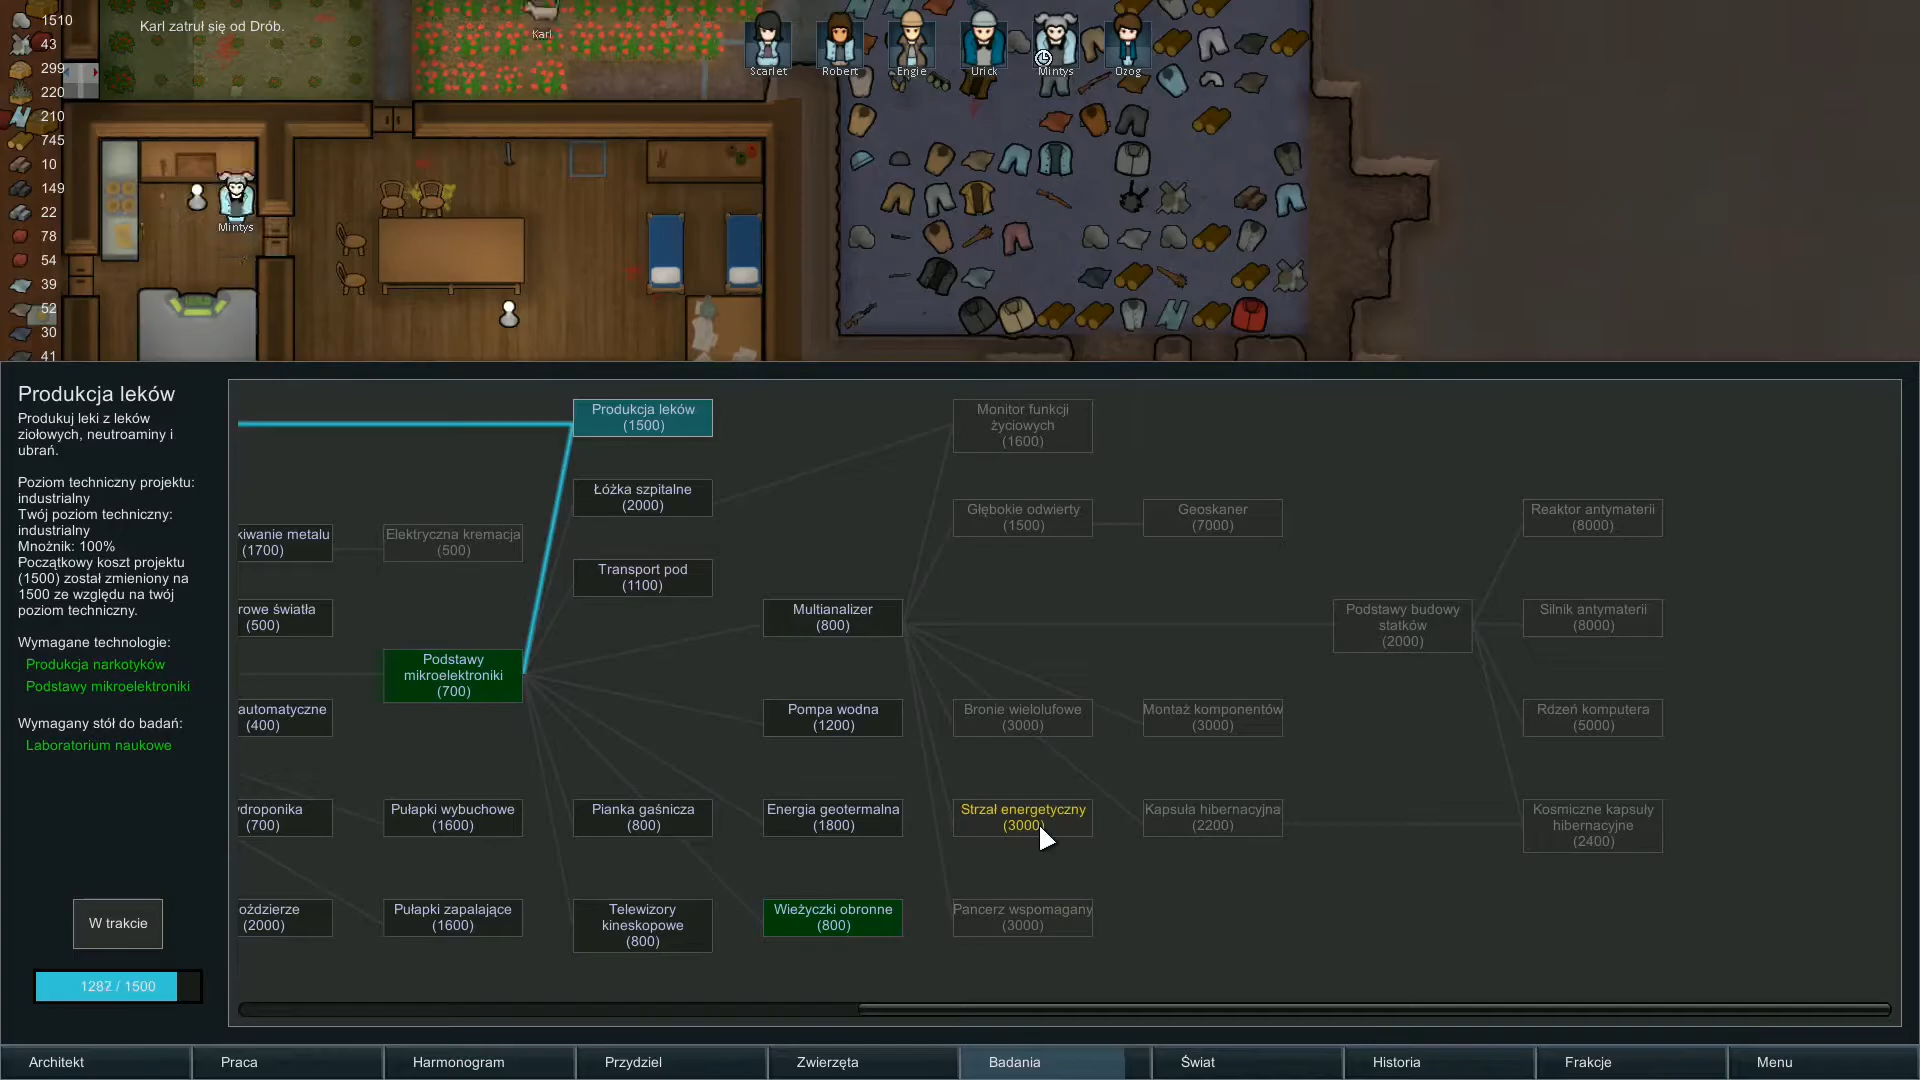 1510
Karl zatruł się od Drób.
Karl
43
299
220
210
745
10
149
22
78
54
39
52
30
41
Scarlet
Robert
Engie
Urick
Mintys
Ozog
Mintys
Produkcja leków
Produkuj leki z leków
ziołowych, neutroaminy i
ubrań.
Poziom techniczny projektu:
industrialny
Twój poziom techniczny:
industrialny
Mnożnik: 100%
Początkowy koszt projektu
(1500) został zmieniony na
1500 ze względu na twój
poziom techniczny.
Wymagane technologie:
Produkcja narkotyków
Podstawy mikroelektroniki
Wymagany stół do badań:
Laboratorium naukowe
W trakcie
1287 / 1500
Produkcja leków
(1500)
Monitor funkcji
życiowych
(1600)
Łóżka szpitalne
(2000)
Głębokie odwierty
(1500)
Geoskaner
(7000)
Reaktor antymaterii
(8000)
kiwanie metalu
(1700)
Elektryczna kremacja
(500)
Transport pod
(1100)
rowe światła
(500)
Multianalizer
(800)
Podstawy budowy
statków
(2000)
Silnik antymaterii
(8000)
Podstawy
mikroelektroniki
(700)
automatyczne
(400)
Pompa wodna
(1200)
Bronie wielolufowe
(3000)
Montaż komponentów
(3000)
Rdzeń komputera
(5000)
ydroponika
(700)
Pułapki wybuchowe
(1600)
Pianka gaśnicza
(800)
Energia geotermalna
(1800)
Strzał energetyczny
(3000)
Kapsuła hibernacyjna
(2200)
Kosmiczne kapsuły
hibernacyjne
(2400)
oździerze
(2000)
Pułapki zapalające
(1600)
Telewizory
kineskopowe
(800)
Wieżyczki obronne
(800)
Pancerz wspomagany
(3000)
Architekt
Praca
Harmonogram
Przydziel
Zwierzęta
Badania
Świat
Historia
Frakcje
Menu